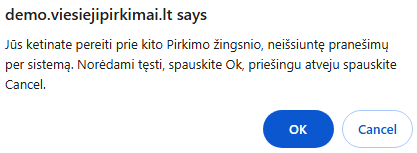 demo.viesiejipirkimai.lt says
Jūs ketinate pereiti prie kito Pirkimo žingsnio, neišsiuntę pranešimų
per sistemą. Norėdami tęsti, spauskite Ok, priešingu atveju spauskite
Cancel.
OK
Cancel